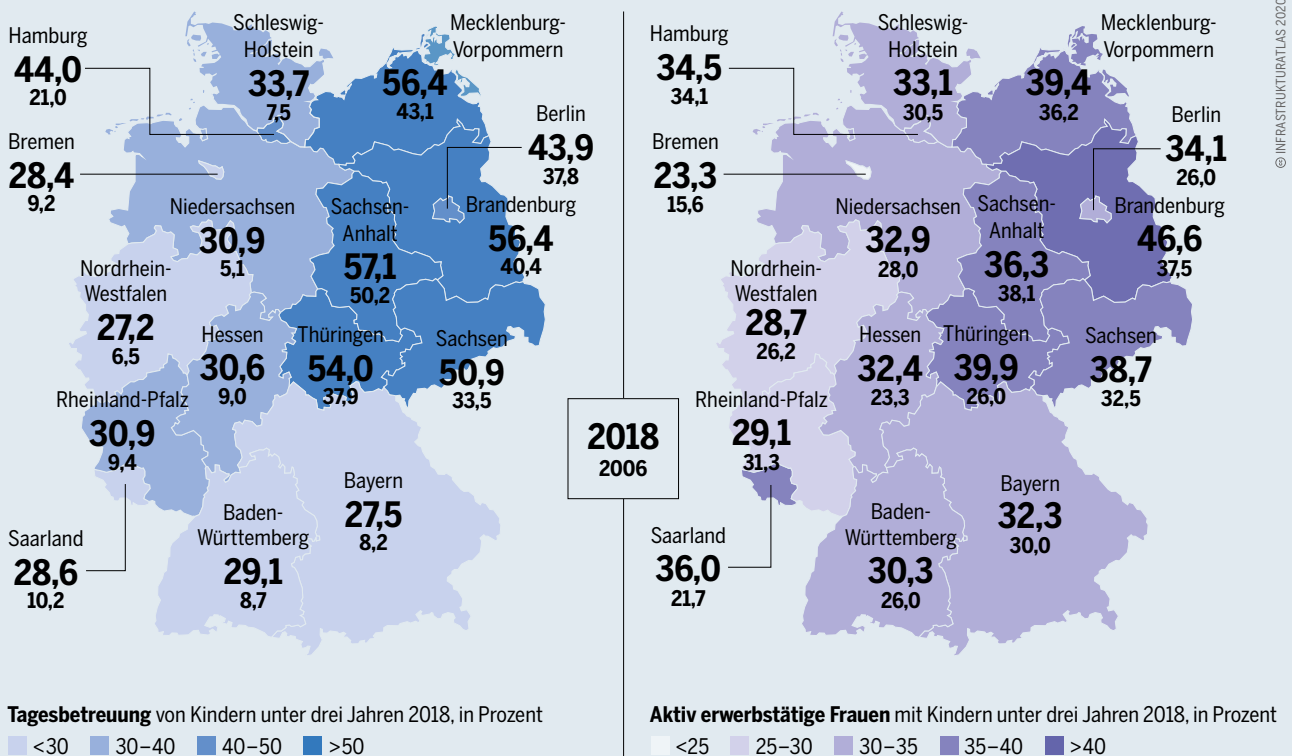 Hamburg
44,0
21,0
Schleswig-
Holstein
33,7
7,5
Mecklenburg-
Vorpommern
56,4
43,1
Bremen
28,4
9,2
Berlin
43,9
37,8
Niedersachsen
30,9
5,1
Sachsen-
Anhalt
57,1
50,2
Brandenburg
56,4
40,4
Nordrhein-
Westfalen
27,2
6,5
Hessen
30,6
9,0
Thüringen
54,0
37,9
Sachsen
50,9
33,5
Rheinland-Pfalz
30,9
9,4
Saarland
28,6
10,2
Baden-
Württemberg
29,1
8,7
Bayern
27,5
8,2
Tagesbetreuung von Kindern unter drei Jahren 2018, in Prozent
<30 30–40 40–50 >50
2018
2006
Hamburg
34,5
34,1
Schleswig-
Holstein
33,1
30,5
Mecklenburg-
Vorpommern
39,4
36,2
Bremen
23,3
15,6
Berlin
34,1
26,0
Niedersachsen
32,9
28,0
Sachsen-
Anhalt
36,3
38,1
Brandenburg
46,6
37,5
Nordrhein-
Westfalen
28,7
26,2
Hessen
32,4
23,3
Thüringen
39,9
26,0
Sachsen
38,7
32,5
Rheinland-Pfalz
29,1
31,3
Saarland
36,0
21,7
Baden-
Württemberg
30,3
26,0
Bayern
32,3
30,0
Aktiv erwerbstätige Frauen mit Kindern unter drei Jahren 2018, in Prozent
<25 25–30 30–35 35–40 >40
INFRASTRUKTURATLAS 2020